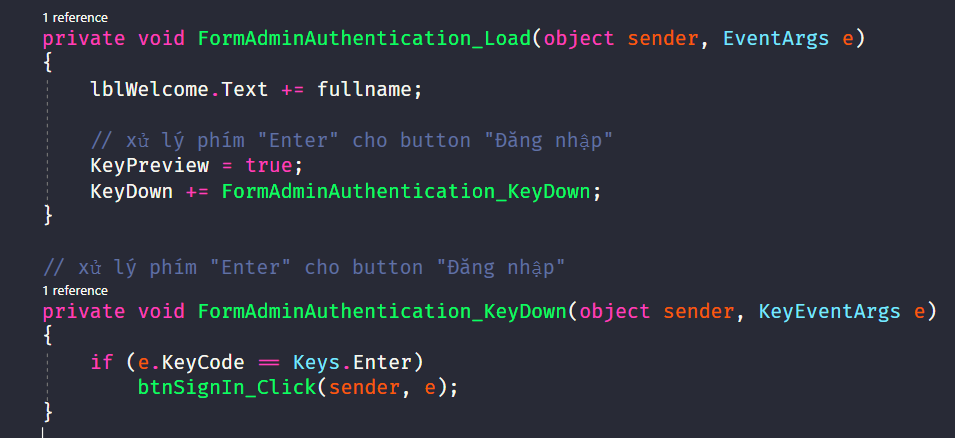 1 reference
private void FormAdminAuthentication_Load(object sender, EventArgs e)
{
lblWelcome.Text += fullname;
// xử lý phím "Enter" cho button "Đăng nhập"
KeyPreview = true;
KeyDown += FormAdminAuthentication_KeyDown;
}
// xử lý phím "Enter" cho button "Đăng nhập"
1 reference
private void FormAdminAuthentication_KeyDown(object sender, KeyEventArgs e)
{
if (e.KeyCode == Keys.Enter)
btnSignIn_Click(sender, e);
}